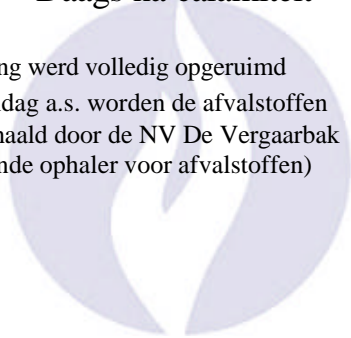 Daags na calamiteit
ng werd volledig opgeruimd
dag a.s. worden de afvalstoffen
aald door de NV De Vergaarbak
nde ophaler voor afvalstoffen)